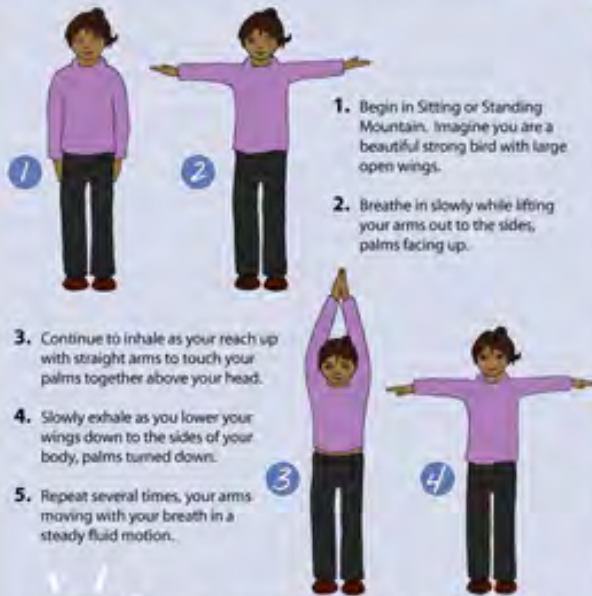 1
2
1. Begin in Sitting or Standing
Mountain. Imagine you are a
beautiful strong bird with large
open wings.
2. Breathe in slowly while lifting
your arms out to the sides,
palms facing up.
3. Continue to inhale as your reach up
with straight arms to touch your
palms together above your head.
4. Slowly exhale as you lower your
wings down to the sides of your
body, palms turned down.
5. Repeat several times, your arms
moving with your breath in a
steady fluid motion.
3
4